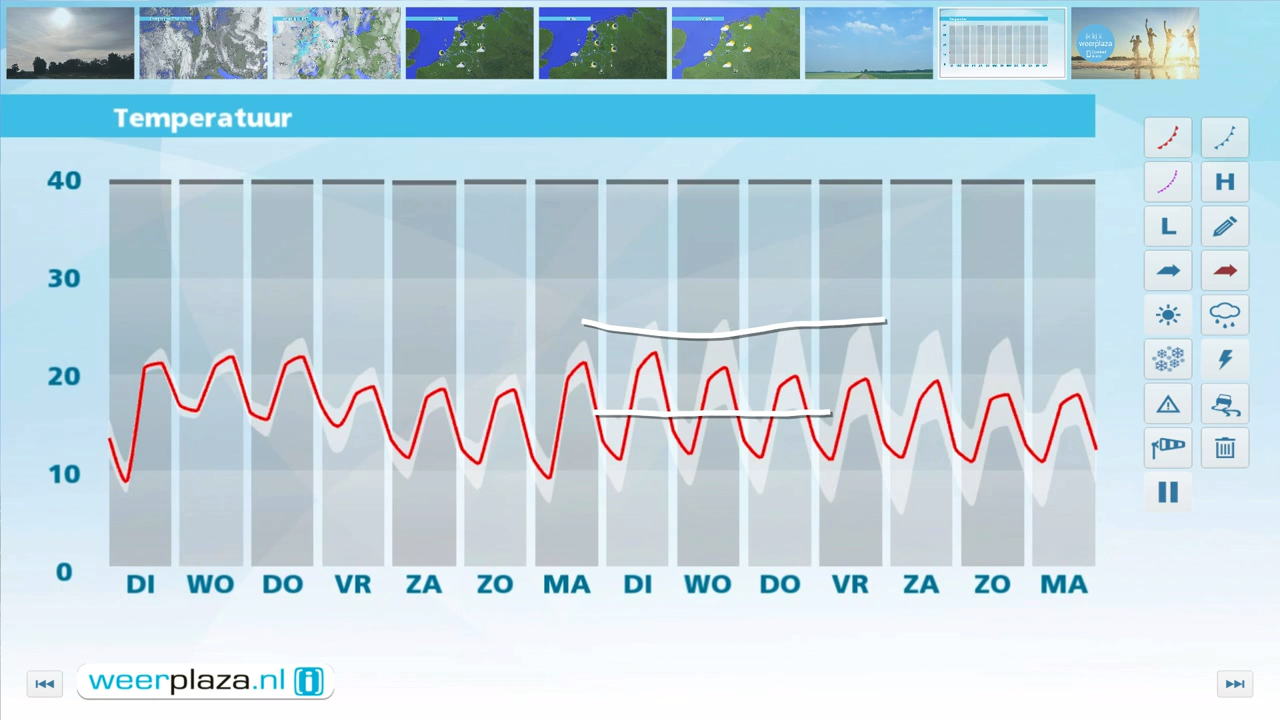 weerplaza
Temperatuur
40
30
20
10
0
DI WO DO VR ZA ZO MA DI WO DO VR ZA ZO MA
H
L
weerplaza.nl i